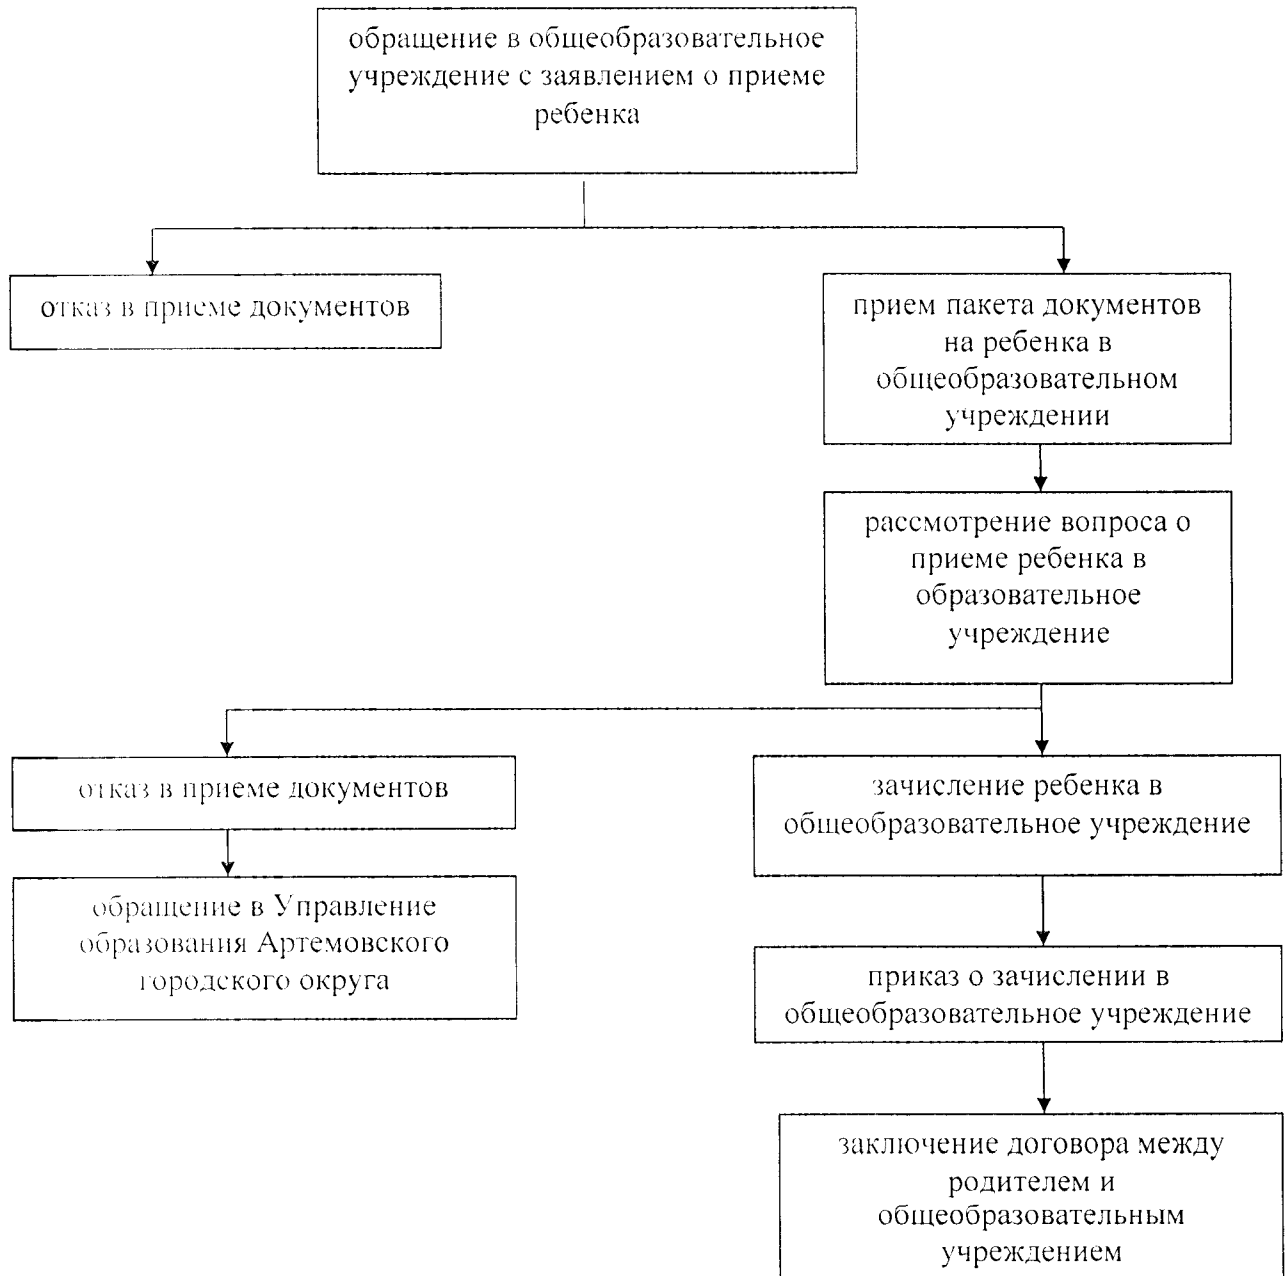 обращение в общеобразовательное
учреждение с заявлением о приеме
ребенка
отказ в приеме документов
прием пакета документов
на ребенка в
общеобразовательном
учреждении
рассмотрение вопроса о
приеме ребенка в
образовательное
учреждение
отказ в приеме документов
зачисление ребенка в
общеобразовательное учреждение
обращение в Управление
образования Артемовского
городского округа
приказ о зачислении в
общеобразовательное учреждение
заключение договора между
родителем и
общеобразовательным
учреждением